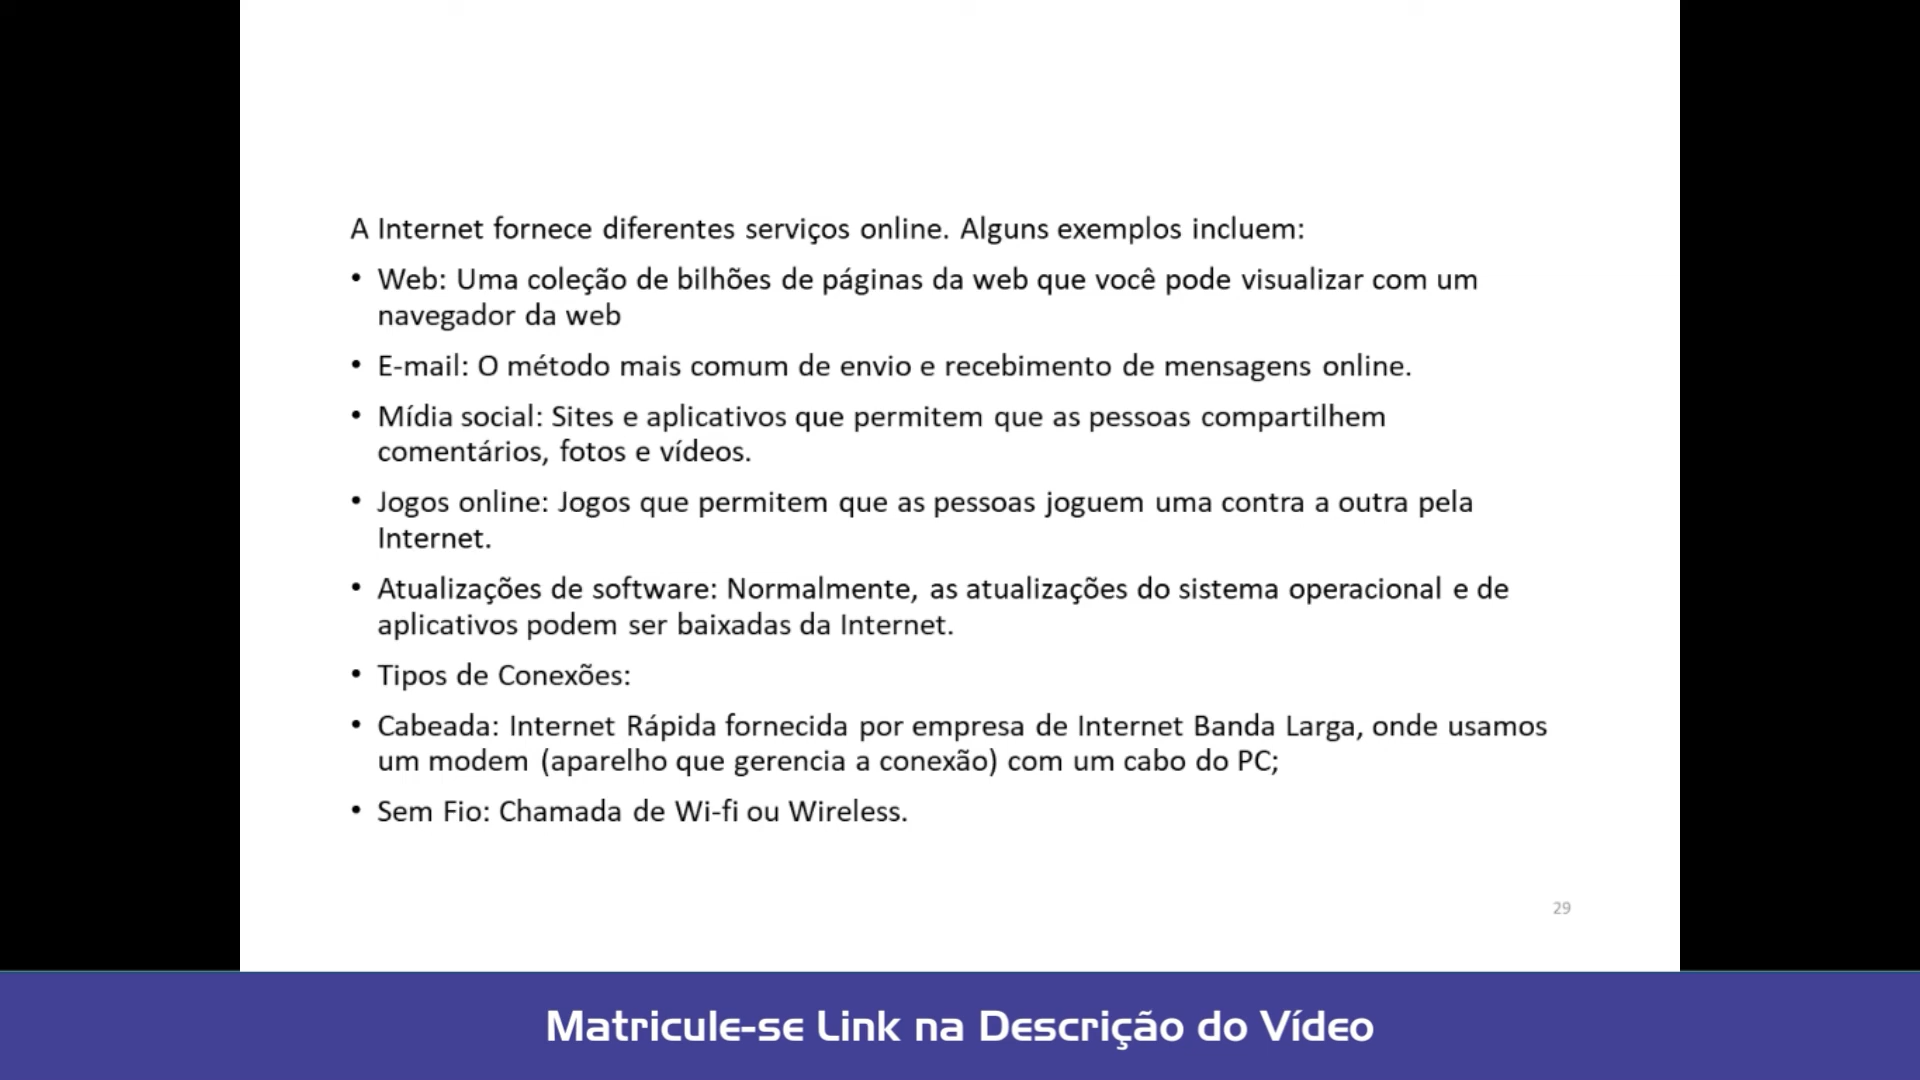 A Internet fornece diferentes serviços online. Alguns exemplos incluem:
• Web: Uma coleção de bilhões de páginas da web que você pode visualizar com um
navegador da web
• E-mail: O método mais comum de envio e recebimento de mensagens online.
• Mídia social: Sites e aplicativos que permitem que as pessoas compartilhem
comentários, fotos e vídeos.
• Jogos online: Jogos que permitem que as pessoas joguem uma contra a outra pela
Internet.
• Atualizações de software: Normalmente, as atualizações do sistema operacional e de
aplicativos podem ser baixadas da Internet.
• Tipos de Conexões:
• Cabeada: Internet Rápida fornecida por empresa de Internet Banda Larga, onde usamos
um modem (aparelho que gerencia a conexão) com um cabo do PC;
• Sem Fio: Chamada de Wi-fi ou Wireless.
29
Matricule-se Link na Descrição do Vídeo